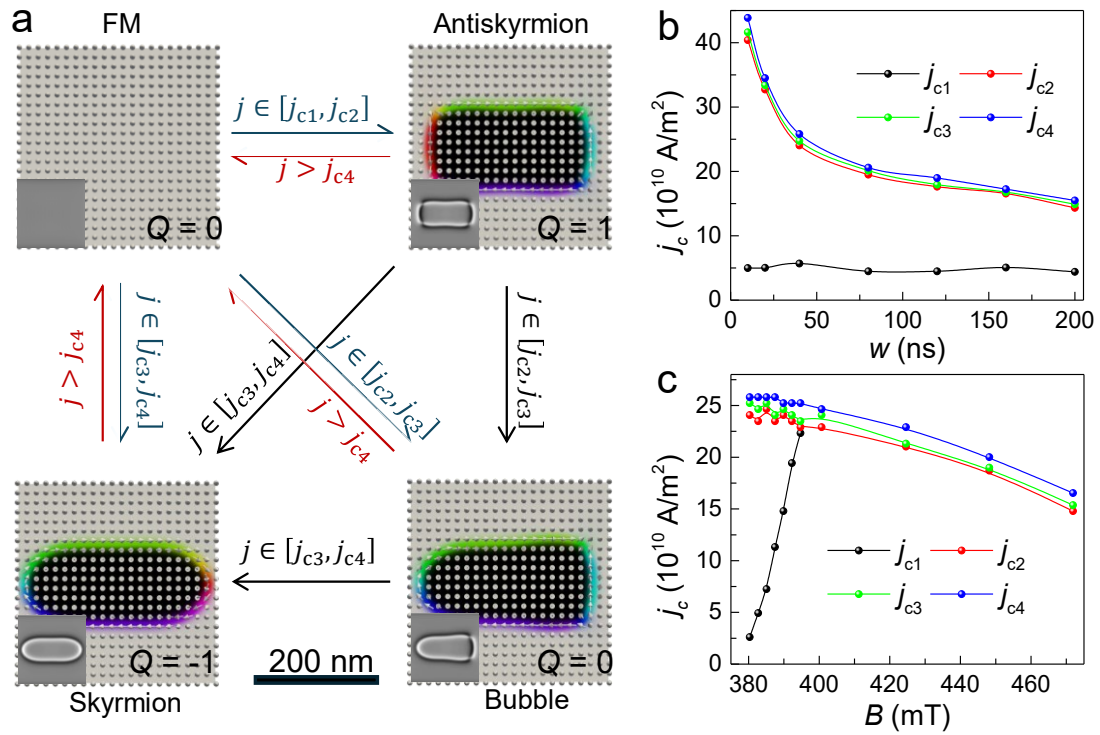 a
FM
Antiskyrmion
j ∈ [jc1, jc2]
j > jc4
Q = 0
Q = 1
j > jc4
j ∈ [jc3, jc4]
j ∈ [jc3, jc4]
j ∈ [jc2, jc3]
j > jc4
j ∈ [jc2, jc3]
j ∈ [jc3, jc4]
Q = -1
200 nm
Q = 0
Skyrmion
Bubble
b
jc (10^10 A/m^2)
40
30
20
10
0
jc1
jc2
jc3
jc4
0
50
100
150
200
w (ns)
c
jc (10^10 A/m^2)
25
20
15
10
5
0
jc1
jc2
jc3
jc4
380
400
420
440
460
B (mT)